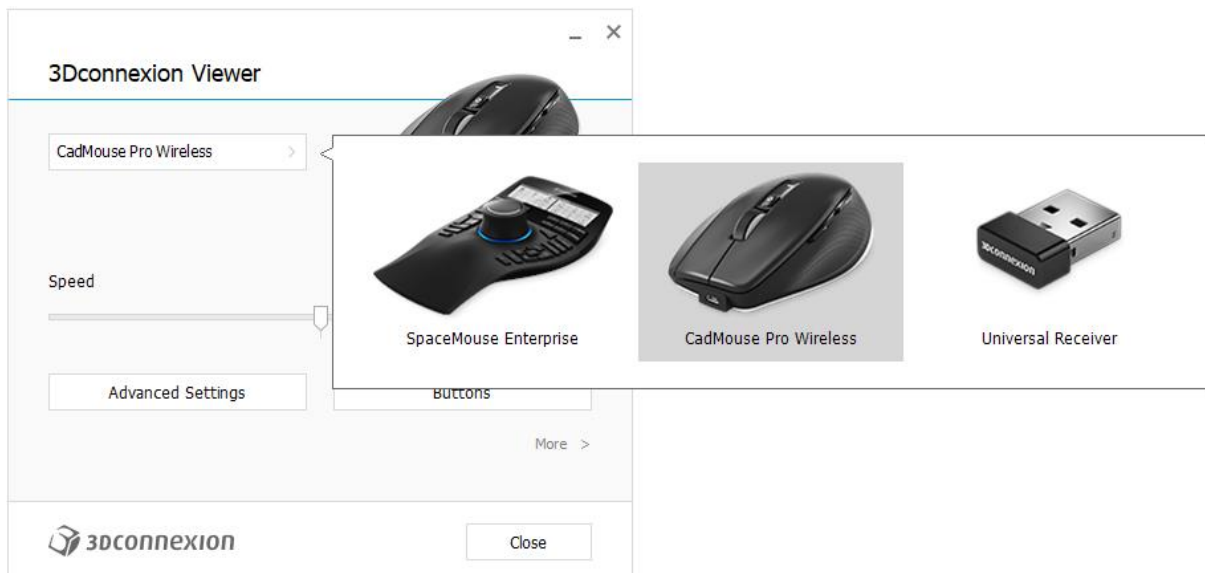 3Dconnexion Viewer
CadMouse Pro Wireless
Speed
Advanced Settings
Buttons
More >
3Dconnexion
Close
3Dconnexion
SpaceMouse Enterprise
CadMouse Pro Wireless
Universal Receiver